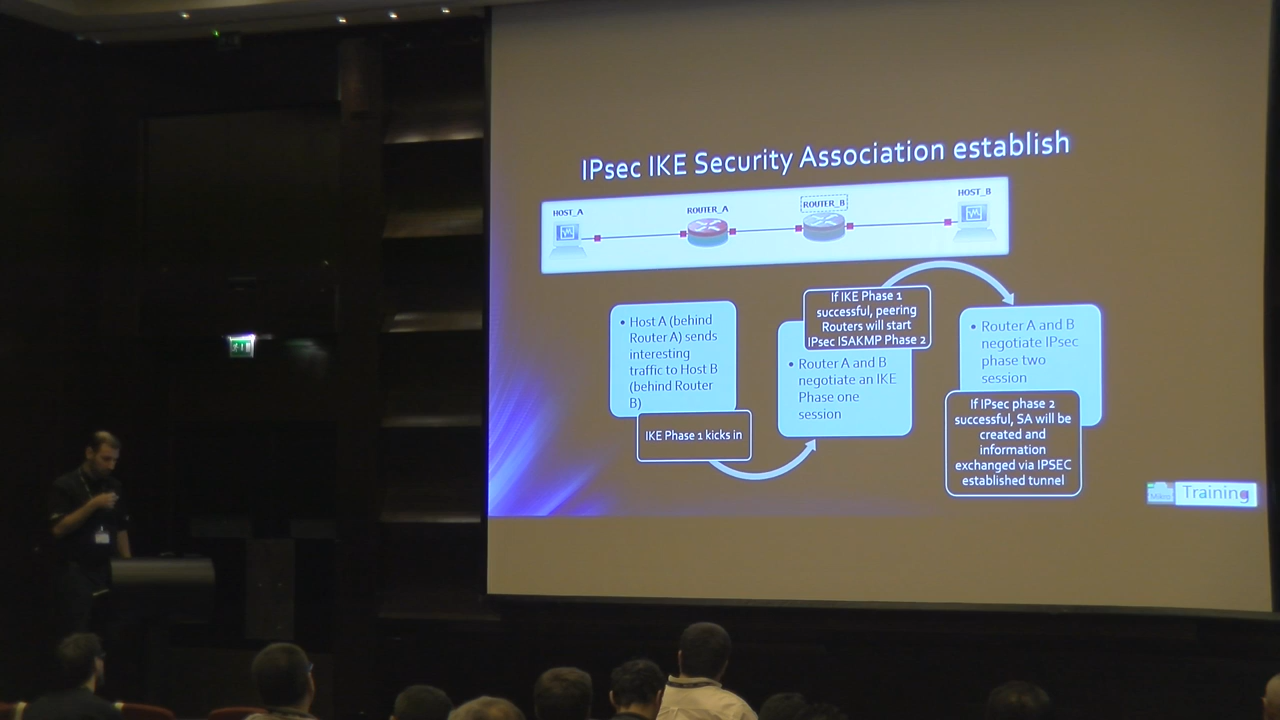 IPsec IKE Security Association establish
HOST_A
ROUTER_A
ROUTER_B
HOST_B
• Host A (behind
Router A) sends
interesting
traffic to Host B
(behind Router
B)
IKE Phase 1 kicks in
If IKE Phase 1
successful, peering
Routers will start
IPsec ISAKMP Phase 2
• Router A and B
negotiate an IKE
Phase one
session
• Router A and B
negotiate IPsec
phase two
session
If IPsec phase 2
successful, SA will be
created and
information
exchanged via IPSEC
established tunnel
Mikro Training